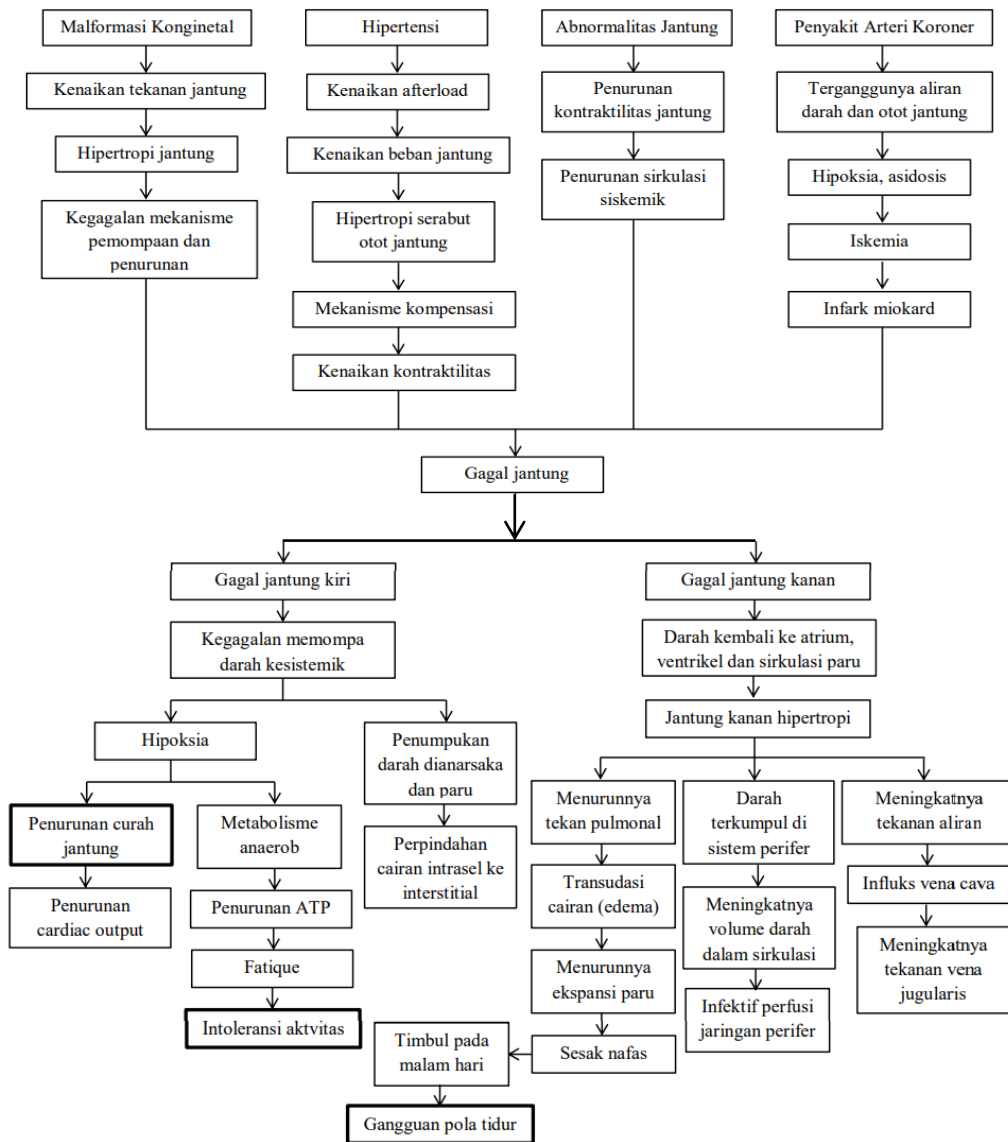 Malformasi Konginetal
Hipertensi
Abnormalitas Jantung
Penyakit Arteri Koroner
Kenaikan tekanan jantung
Hipertropi jantung
Kegagalan mekanisme
pemompaan dan
penurunan
Kenaikan afterload
Kenaikan beban jantung
Hipertropi serabut
otot jantung
Mekanisme kompensasi
Kenaikan kontraktilitas
Penurunan
kontraktilitas jantung
Penurunan sirkulasi
siskemik
Terganggunya aliran
darah dan otot jantung
Hipoksia, asidosis
Iskemia
Infark miokard
Gagal jantung
Gagal jantung kiri
Kegagalan memompa
darah kesistemik
Hipoksia
Penurunan curah
jantung
Penurunan
cardiac output
Metabolisme
anaerob
Penurunan ATP
Fatique
Intoleransi aktvitas
Penumpukan
darah dianarsaka
dan paru
Perpindahan
cairan intrasel ke
interstitial
Gagal jantung kanan
Darah kembali ke atrium,
ventrikel dan sirkulasi paru
Jantung kanan hipertropi
Menurunnya
tekan pulmonal
Transudasi
cairan (edema)
Menurunnya
ekspansi paru
Sesak nafas
Timbul pada
malam hari
Gangguan pola tidur
Darah
terkumpul di
sistem perifer
Meningkatnya
volume darah
dalam sirkulasi
Infektif perfusi
jaringan perifer
Meningkatnya
tekanan aliran
Influks vena cava
Meningkatnya
tekanan vena
jugularis